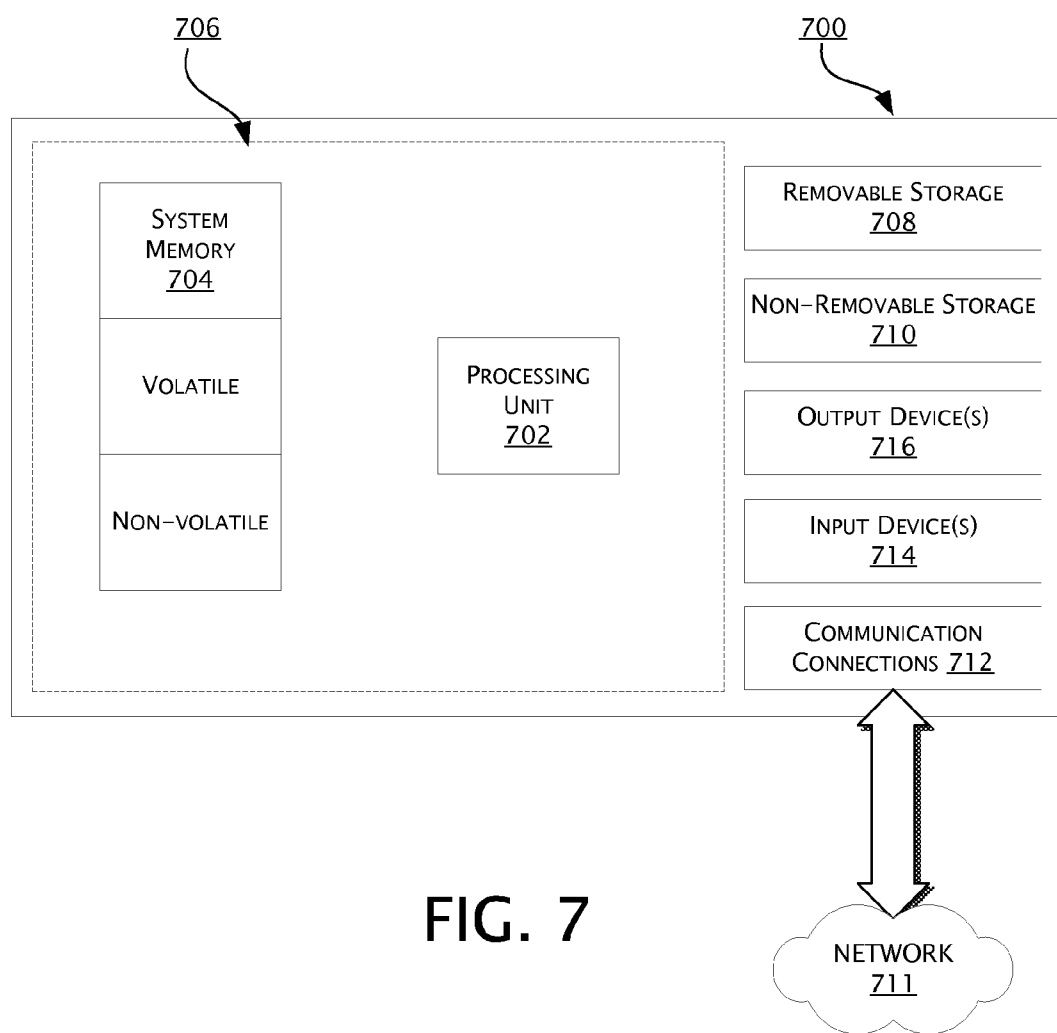 706
700
SYSTEM
MEMORY
704
VOLATILE
NON-VOLATILE
PROCESSING
UNIT
702
REMOVABLE STORAGE
708
NON-REMOVABLE STORAGE
710
OUTPUT DEVICE(S)
716
INPUT DEVICE(S)
714
COMMUNICATION
CONNECTIONS 712
FIG. 7
NETWORK
711